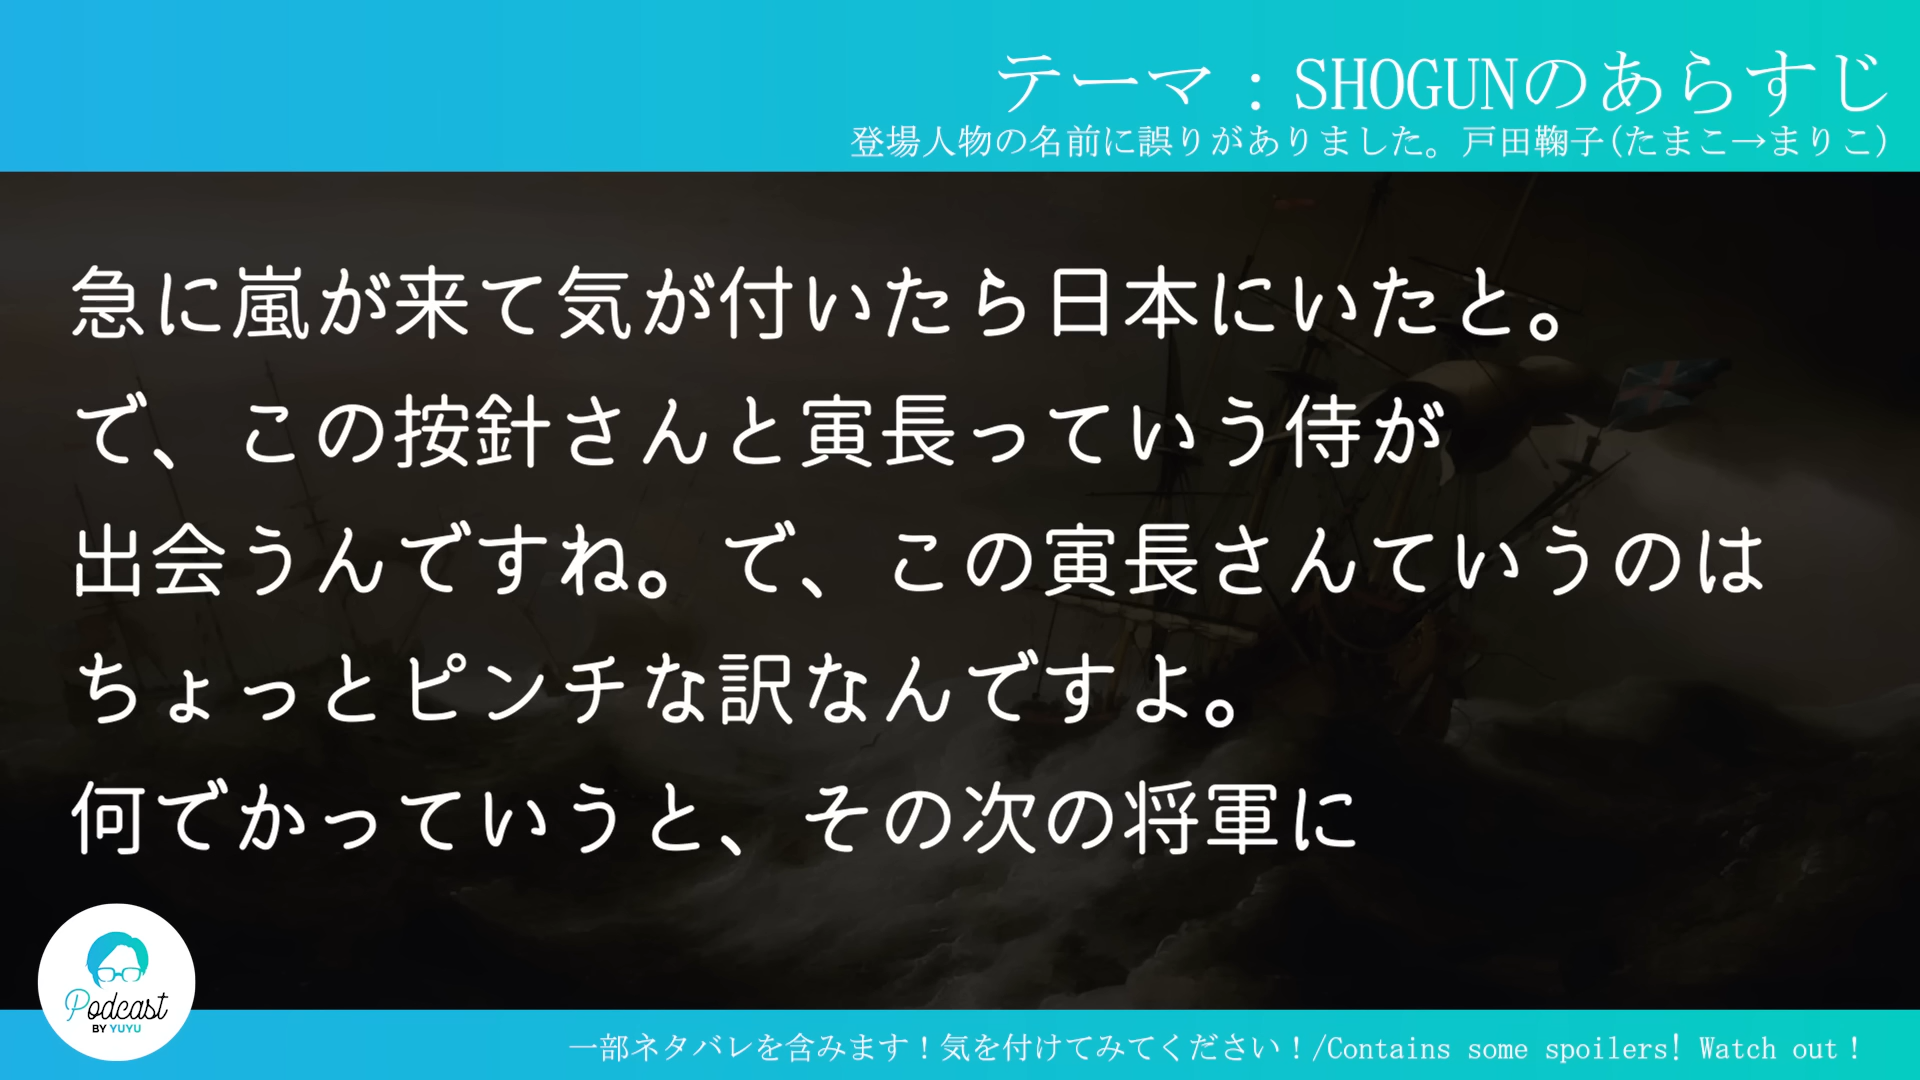 テーマ：SHOGUNのあらすじ
登場人物の名前に誤りがありました。戸田鞠子(たまこ→まりこ)
急に嵐が来て気が付いたら日本にいたと。
で、この按針さんと寅長っていう侍が
出会うんですね。で、この寅長さんていうのは
ちょっとピンチな訳なんですよ。
何でかっていうと、その次の将軍に
Podcast
BY YUYU
一部ネタバレを含みます！気を付けてみてください！/Contains some spoilers! Watch out！